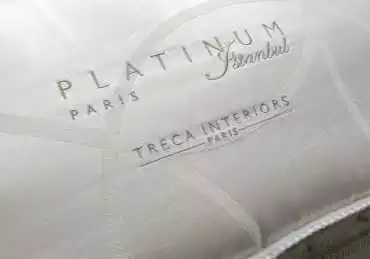 PLATINUM
Istanbul
PARIS
TRECA INTERIORS
PARIS